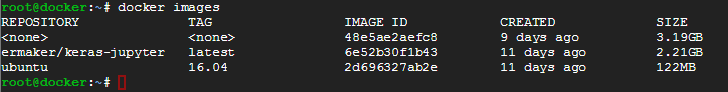 root@docker:~# docker images
REPOSITORY TAG IMAGE ID CREATED SIZE
<none> <none> 48e5ae2aefc8 9 days ago 3.19GB
ermaker/keras-jupyter latest 6e52b30f1b43 11 days ago 2.21GB
ubuntu 16.04 2d696327ab2e 11 days ago 122MB
root@docker:~#